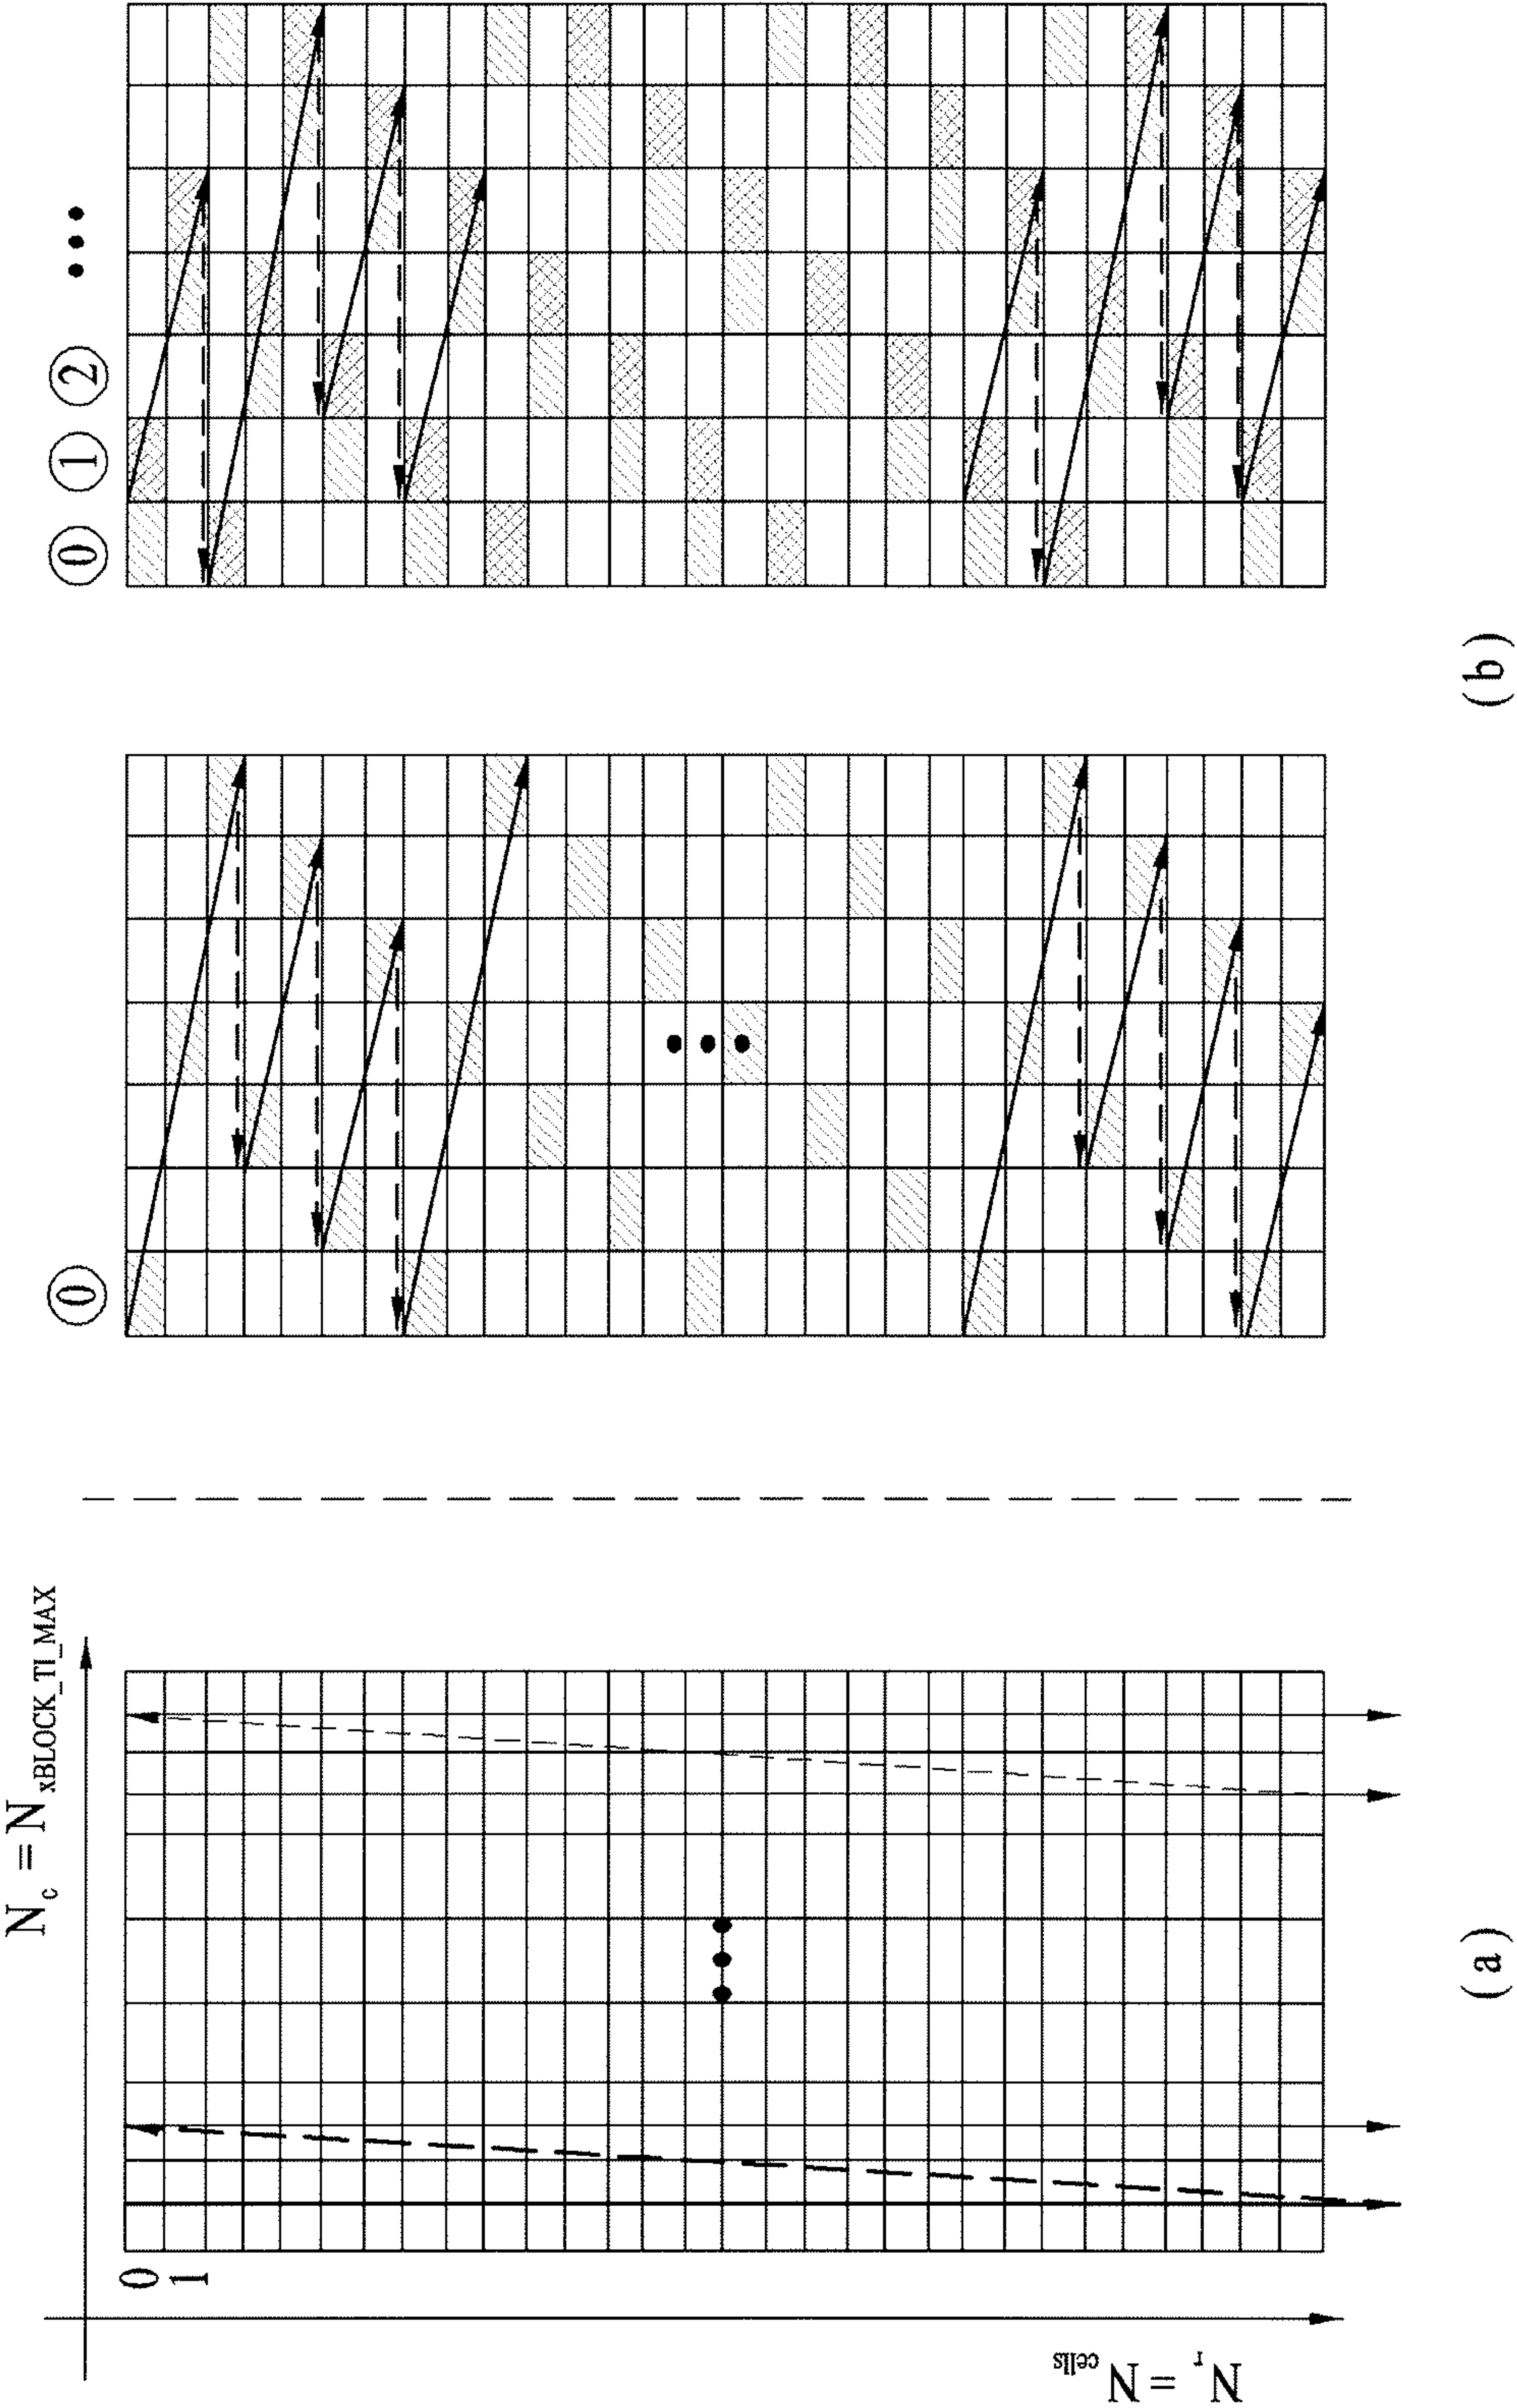 N_c = N_xBLOCK_TI_MAX
0
1
N_r = N_cells
(a)
0
0 1 2 •••
(b)